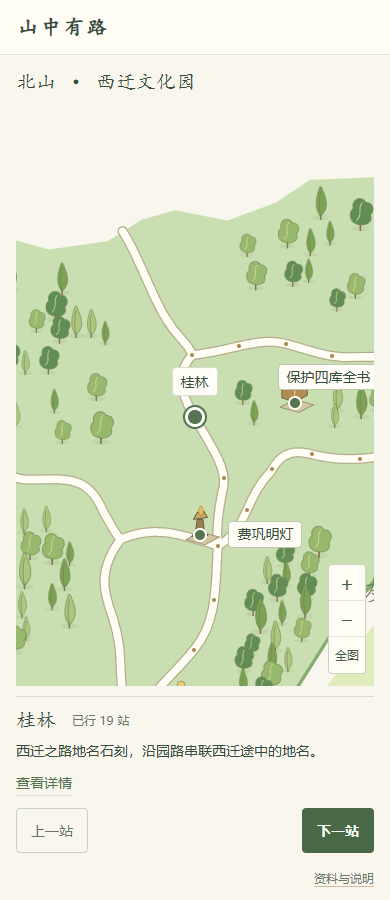 山中有路
北山 • 西迁文化园
保护四库全书
桂林
费巩明灯
+
−
全图
桂林 已行 19 站
西迁之路地名石刻，沿园路串联西迁途中的地名。
查看详情
上一站 下一站
资料与说明